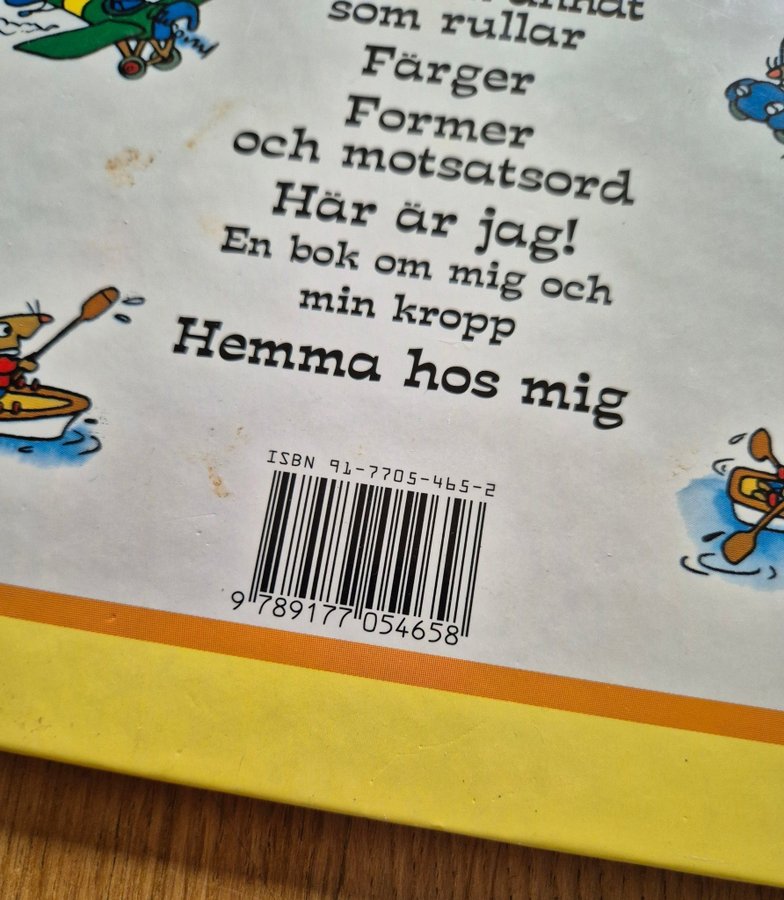 som rullar
Färger
Former
och motsatsord
Här är jag!
En bok om mig och
min kropp
Hemma hos mig
ISBN 91-7705-465-2
9 789177 054658